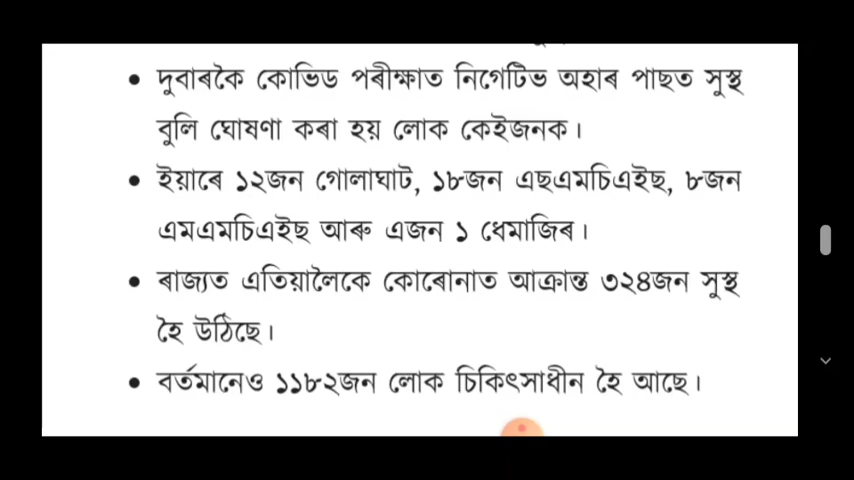 • দুবাৰকৈ কোভিড পৰীক্ষাত নিগেটিভ অহাৰ পাছত সুস্থ
বুলি ঘোষণা কৰা হয় লোক কেইজনক।
• ইয়াৰে ১২জন গোলাঘাট, ১৮জন এছএমচিএইছ, ৮জন
এমএমচিএইছ আৰু এজন ১ ধেমাজিৰ।
• ৰাজ্যত এতিয়ালৈকে কোৰোনাত আক্ৰান্ত ৩২৪জন সুস্থ
হৈ উঠিছে।
• বৰ্তমানেও ১১৮২জন লোক চিকিৎসাধীন হৈ আছে।